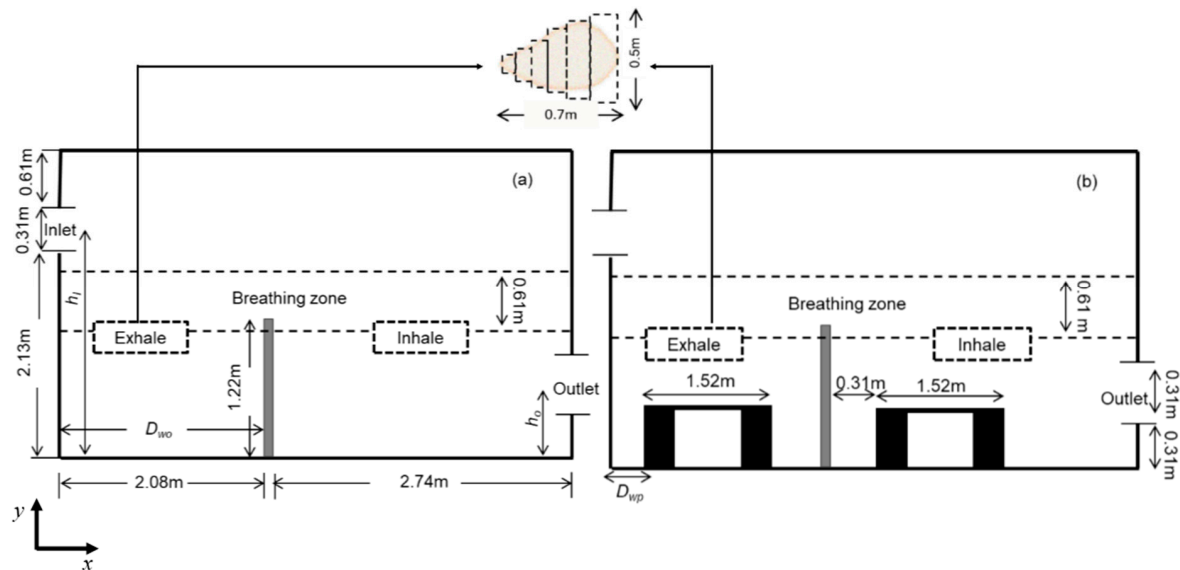 0.5m
0.7m
0.61m
(a)
(b)
0.31m
Inlet
h_i
0.61m
0.61 m
Breathing zone
Breathing zone
Exhale
Inhale
Exhale
Inhale
2.13m
1.22m
1.52m
0.31m
1.52m
0.31m
Outlet
Outlet
h_o
D_wo
0.31m
2.08m
2.74m
D_wp
y
x